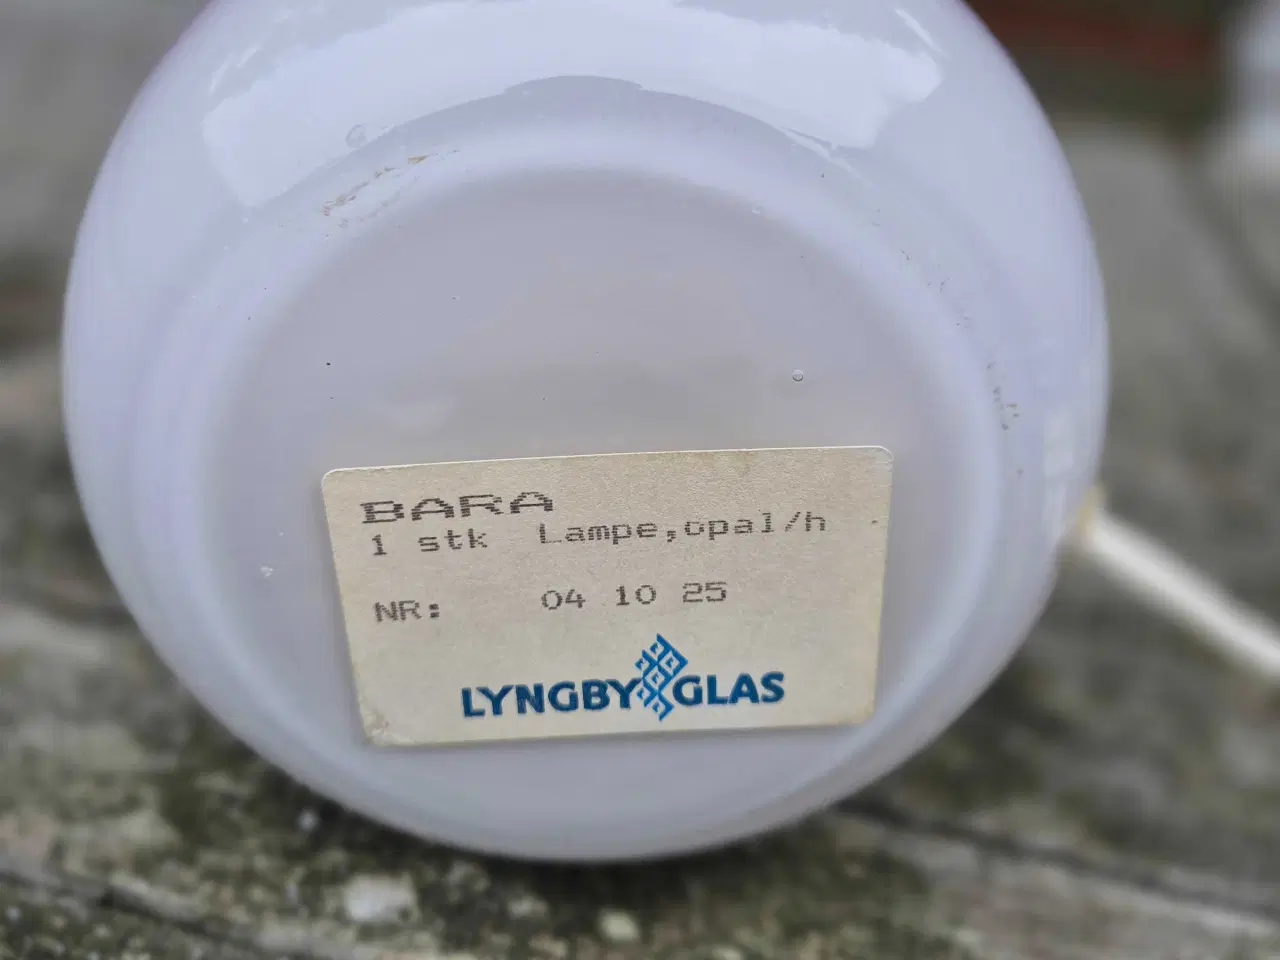 BARA
1 stk Lampe,opal/h
NR: 04 10 25
LYNGBY GLAS